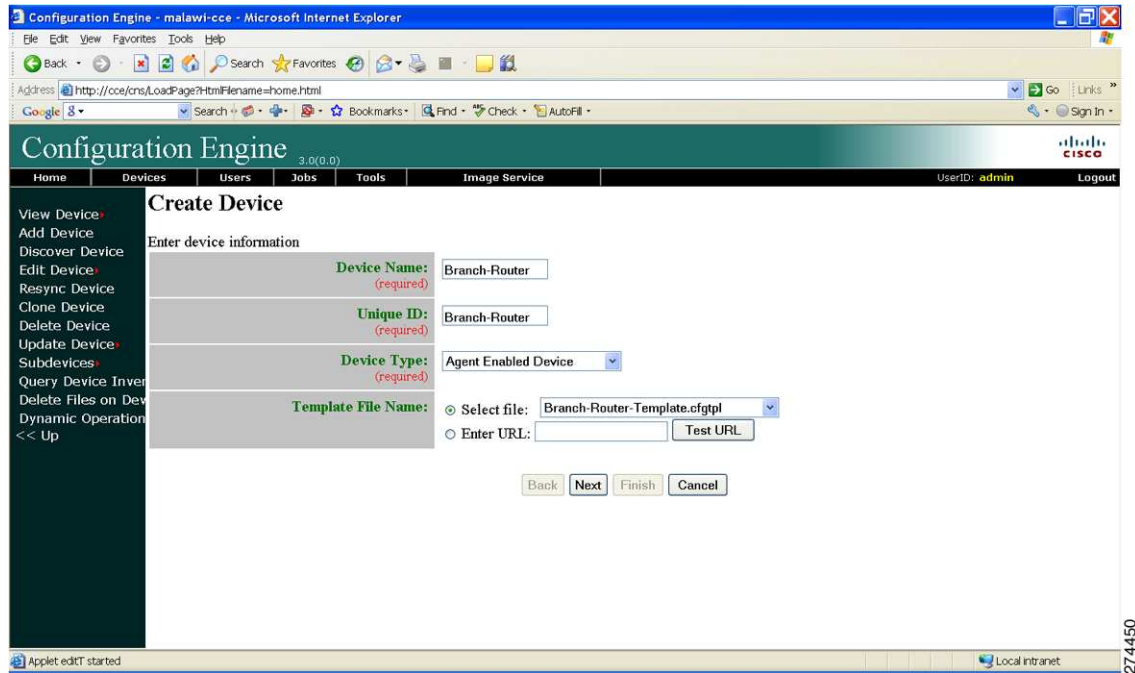 Configuration Engine - malawi-cce - Microsoft Internet Explorer
File Edit View Favorites Tools Help
Back Search Favorites
Address http://cce/cns/LoadPage?HtmlFilename=home.html Go Links »
Google Search Bookmarks Find Check AutoFill Sign In
Configuration Engine 3.0(0.0)
CISCO
Home Devices Users Jobs Tools Image Service UserID: admin Logout
View Device
Add Device
Discover Device
Edit Device
Resync Device
Clone Device
Delete Device
Update Device
Subdevices
Query Device Inver
Delete Files on Dev
Dynamic Operation
<< Up
Create Device
Enter device information
Device Name: Branch-Router
(required)
Unique ID: Branch-Router
(required)
Device Type: Agent Enabled Device
(required)
Template File Name: Select file: Branch-Router-Template.cfgtpl
Enter URL: Test URL
Back Next Finish Cancel
Applet editT started Local intranet
274450